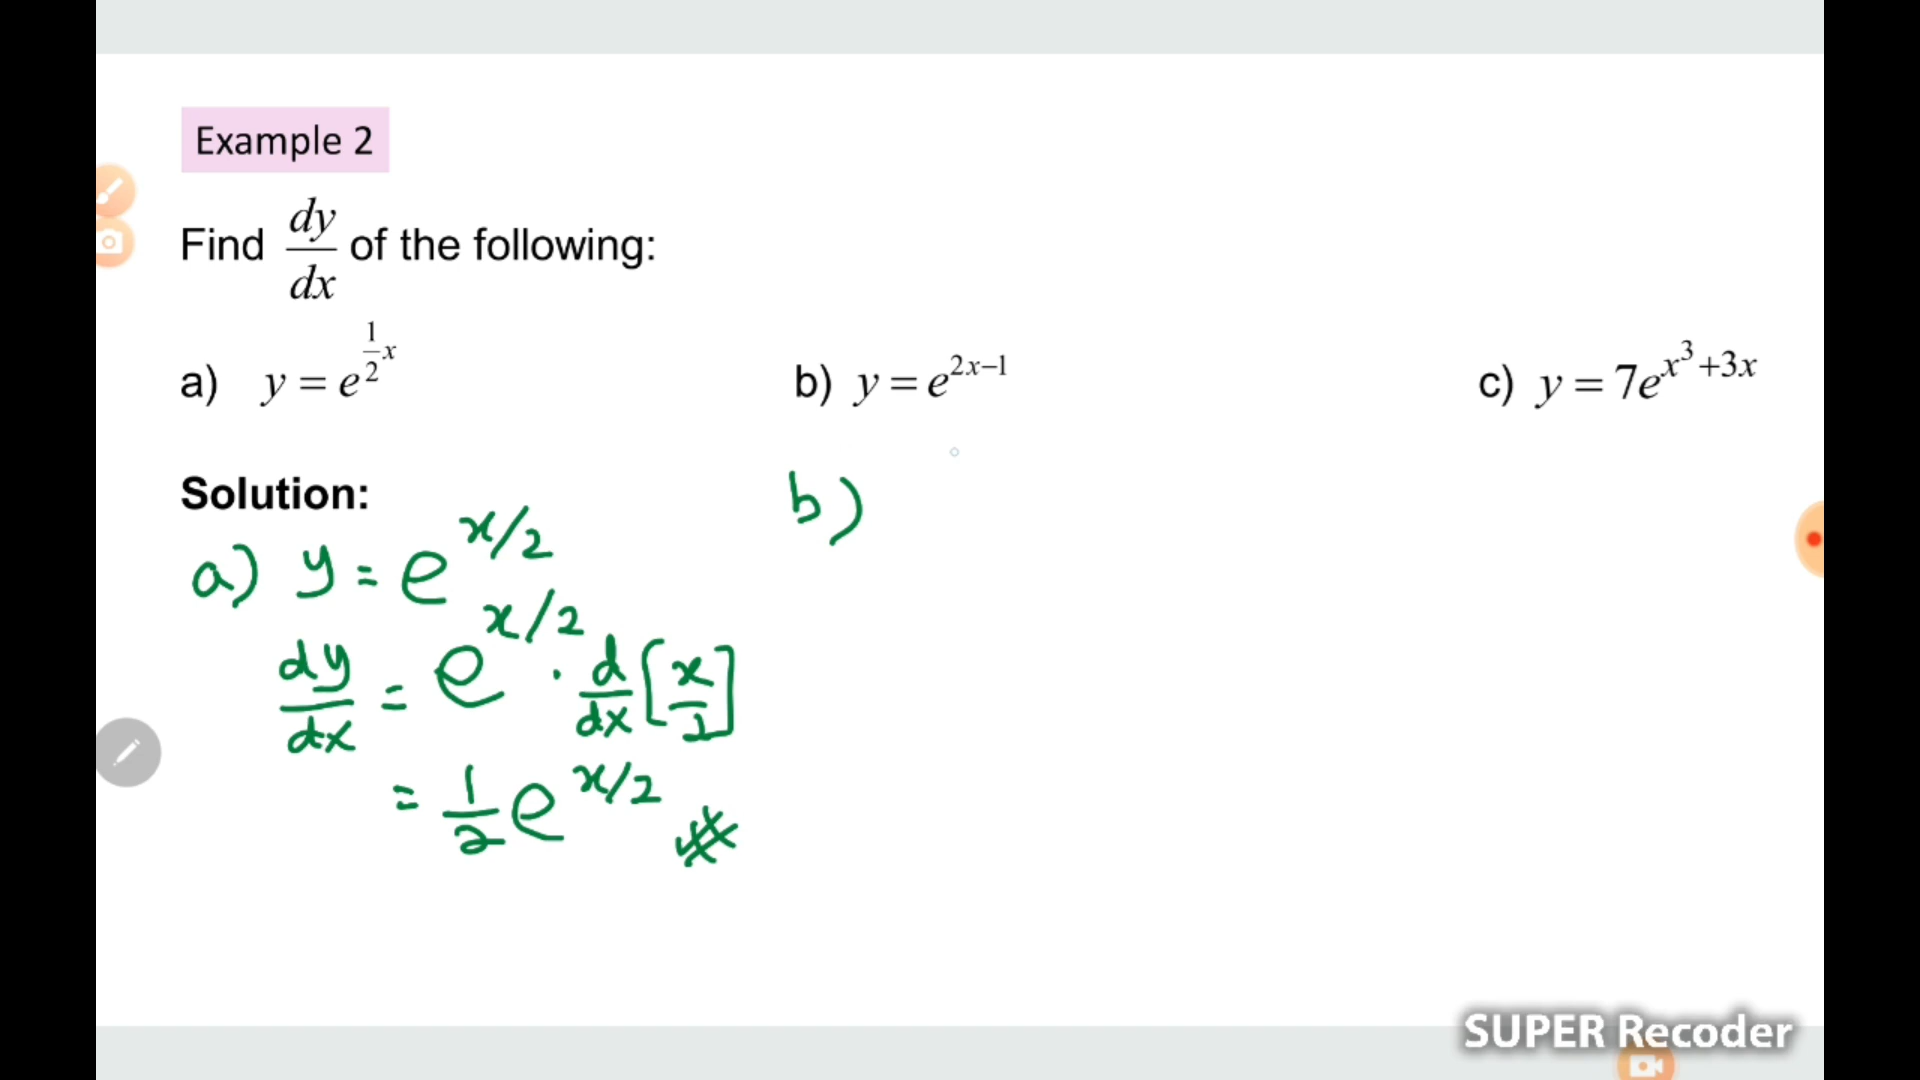 Example 2
Find dy/dx of the following:
a) y = e^(1/2 x)
b) y = e^(2x−1)
c) y = 7e^(x³+3x)
Solution:
a) y = e^(x/2)
dy/dx = e^(x/2) · d/dx [x/2]
= 1/2 e^(x/2) #
b)
SUPER Recoder